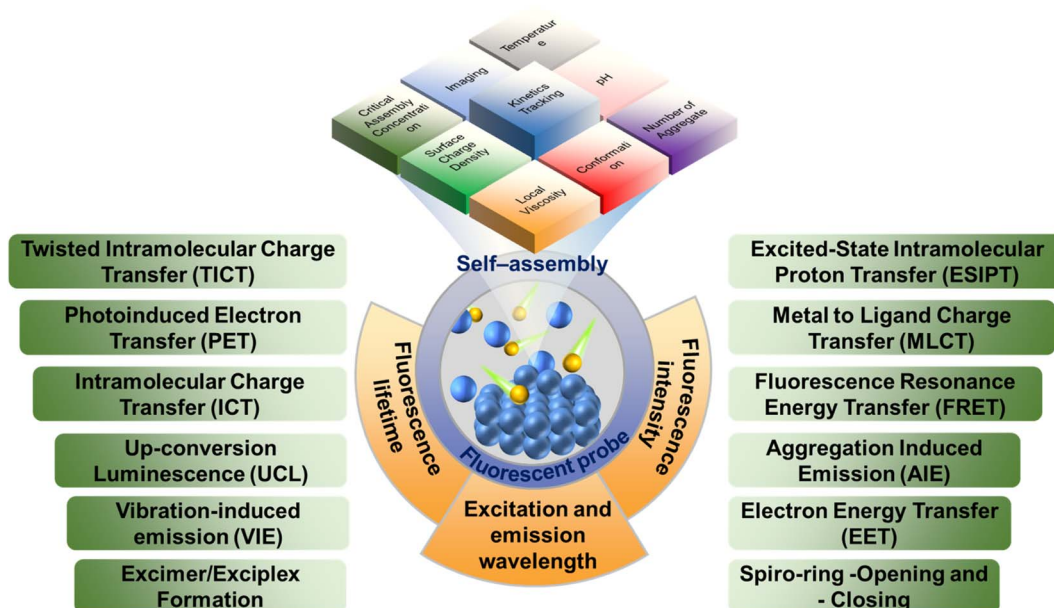 Temperatur
e
Imaging
pH
Kinetics
Tracking
Critical
Assembly
Concentrati
on
Number of
Aggregate
Surface
Charge
Density
Conformati
on
Local
Viscosity
Self–assembly
Twisted Intramolecular Charge
Transfer (TICT)
Photoinduced Electron
Transfer (PET)
Intramolecular Charge
Transfer (ICT)
Up-conversion
Luminescence (UCL)
Vibration-induced
emission (VIE)
Excimer/Exciplex
Formation
Fluorescence
lifetime
Fluorescent probe
Excitation and
emission
wavelength
Fluorescence
intensity
Excited-State Intramolecular
Proton Transfer (ESIPT)
Metal to Ligand Charge
Transfer (MLCT)
Fluorescence Resonance
Energy Transfer (FRET)
Aggregation Induced
Emission (AIE)
Electron Energy Transfer
(EET)
Spiro-ring -Opening and
- Closing